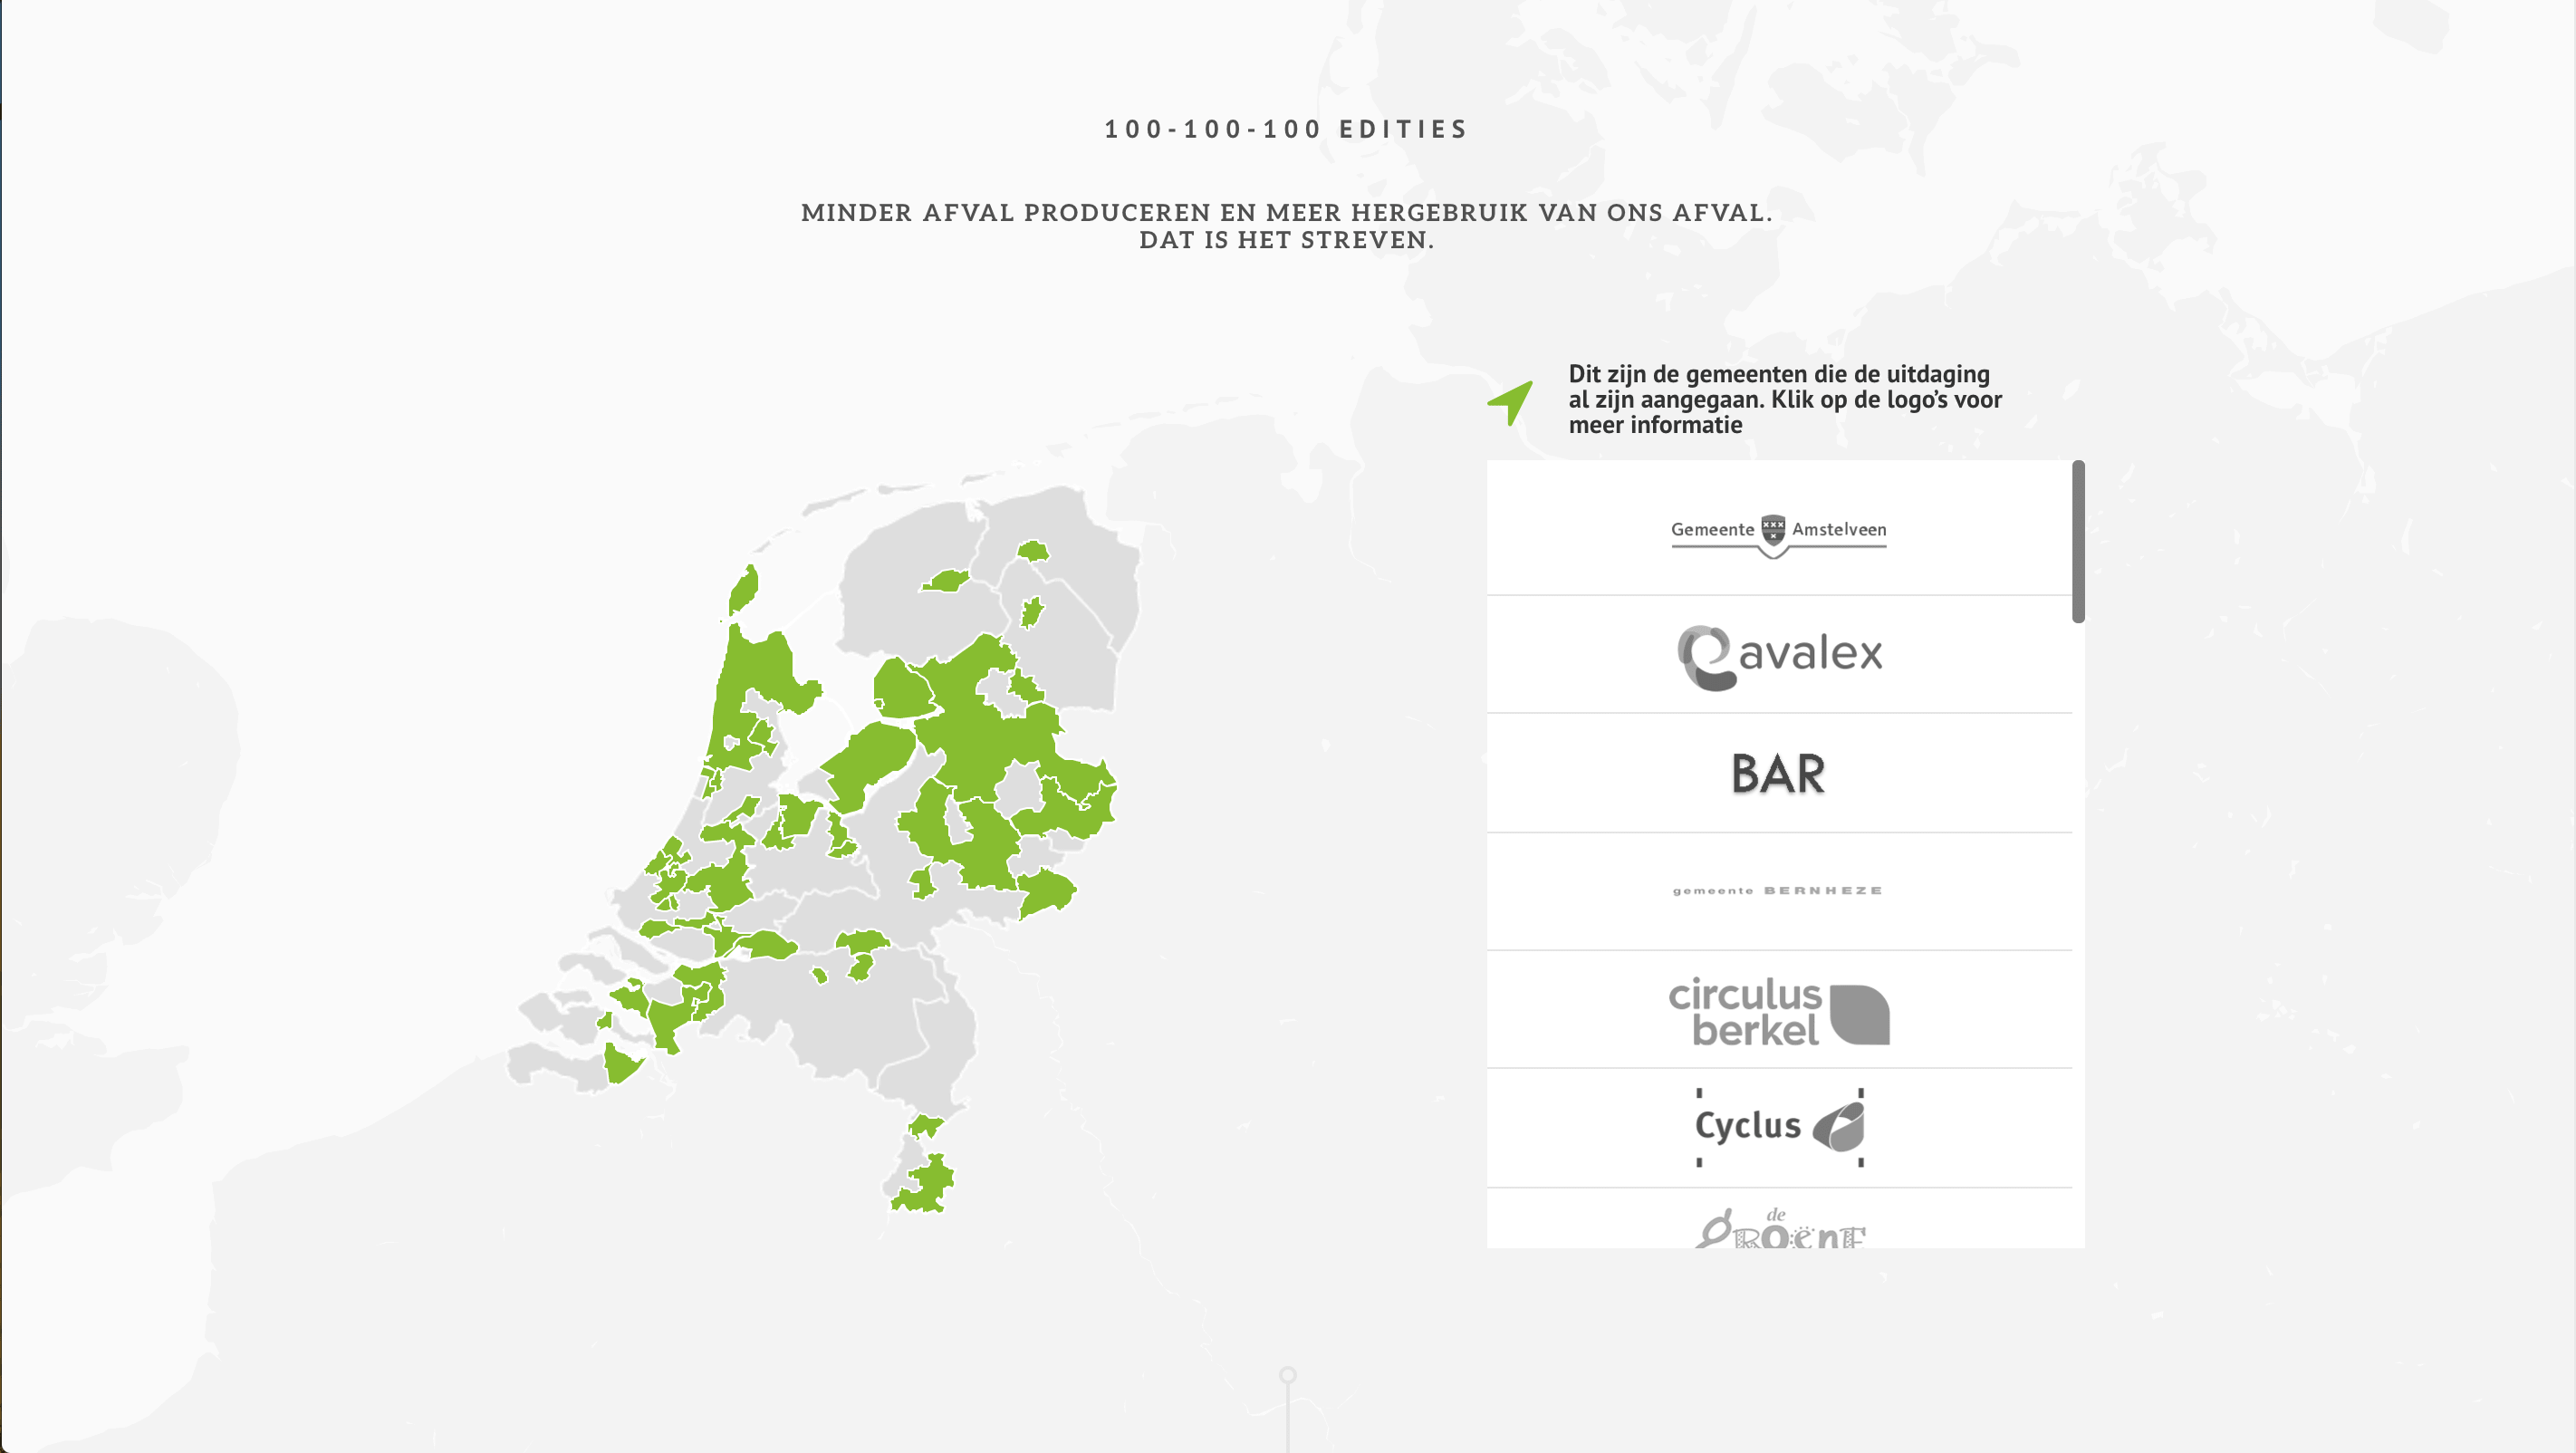 100-100-100 EDITIES
MINDER AFVAL PRODUCEREN EN MEER HERGEBRUIK VAN ONS AFVAL.
DAT IS HET STREVEN.
Dit zijn de gemeenten die de uitdaging
al zijn aangegaan. Klik op de logo’s voor
meer informatie
Gemeente Amstelveen
avalex
BAR
gemeente BERNHEZE
circulus
berkel
Cyclus
de